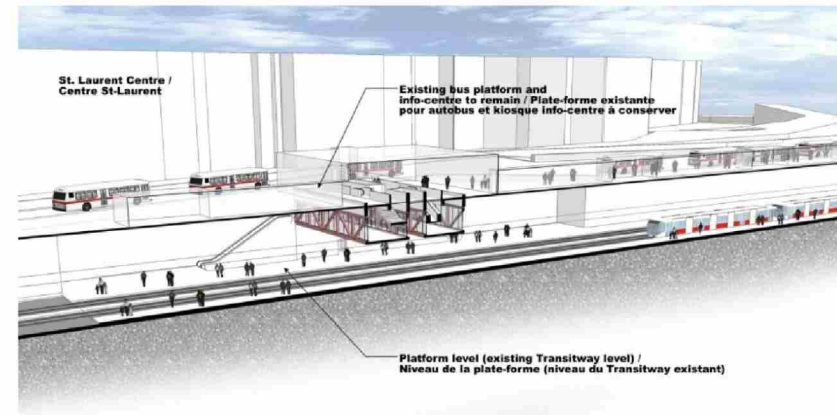 St. Laurent Centre /
Centre St-Laurent
Existing bus platform and
info-centre to remain / Plate-forme existante
pour autobus et kiosque info-centre à conserver
Platform level (existing Transitway level) /
Niveau de la plate-forme (niveau du Transitway existant)